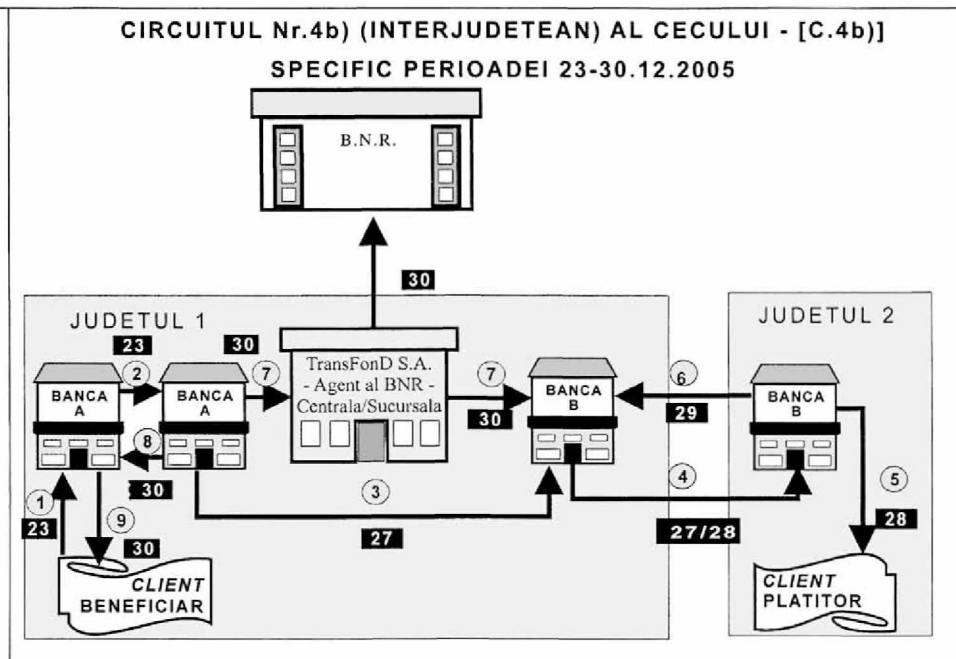 CIRCUITUL Nr.4b) (INTERJUDETEAN) AL CECULUI - [C.4b)]
SPECIFIC PERIOADEI 23-30.12.2005
B.N.R.
30
JUDETUL 1
JUDETUL 2
23
30
2
7
TransFonD S.A.
- Agent al BNR -
Centrala/Sucursala
7
30
6
29
BANCA
A
BANCA
A
BANCA
B
BANCA
B
8
30
1
23
9
30
3
27
4
27/28
5
28
CLIENT
BENEFICIAR
CLIENT
PLATITOR